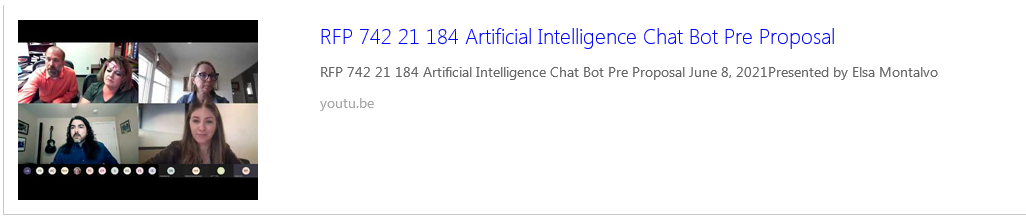 RFP 742 21 184 Artificial Intelligence Chat Bot Pre Proposal
RFP 742 21 184 Artificial Intelligence Chat Bot Pre Proposal June 8, 2021Presented by Elsa Montalvo
youtu.be